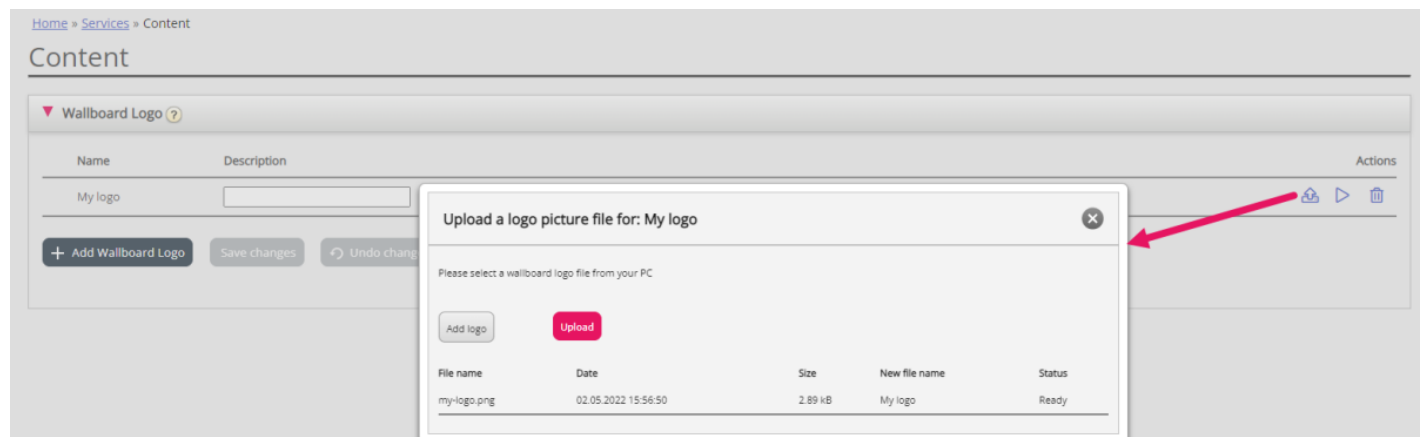 Home » Services » Content
Content
Wallboard Logo ?
Name Description Actions
My logo
Upload a logo picture file for: My logo
Please select a wallboard logo file from your PC
+ Add Wallboard Logo Save changes Undo chang
Add logo Upload
File name Date Size New file name Status
my-logo.png 02.05.2022 15:56:50 2.89 kB My logo Ready